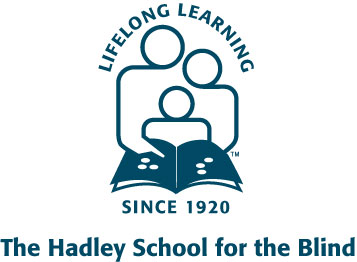 LIFELONG LEARNING
TM
SINCE 1920
The Hadley School for the Blind